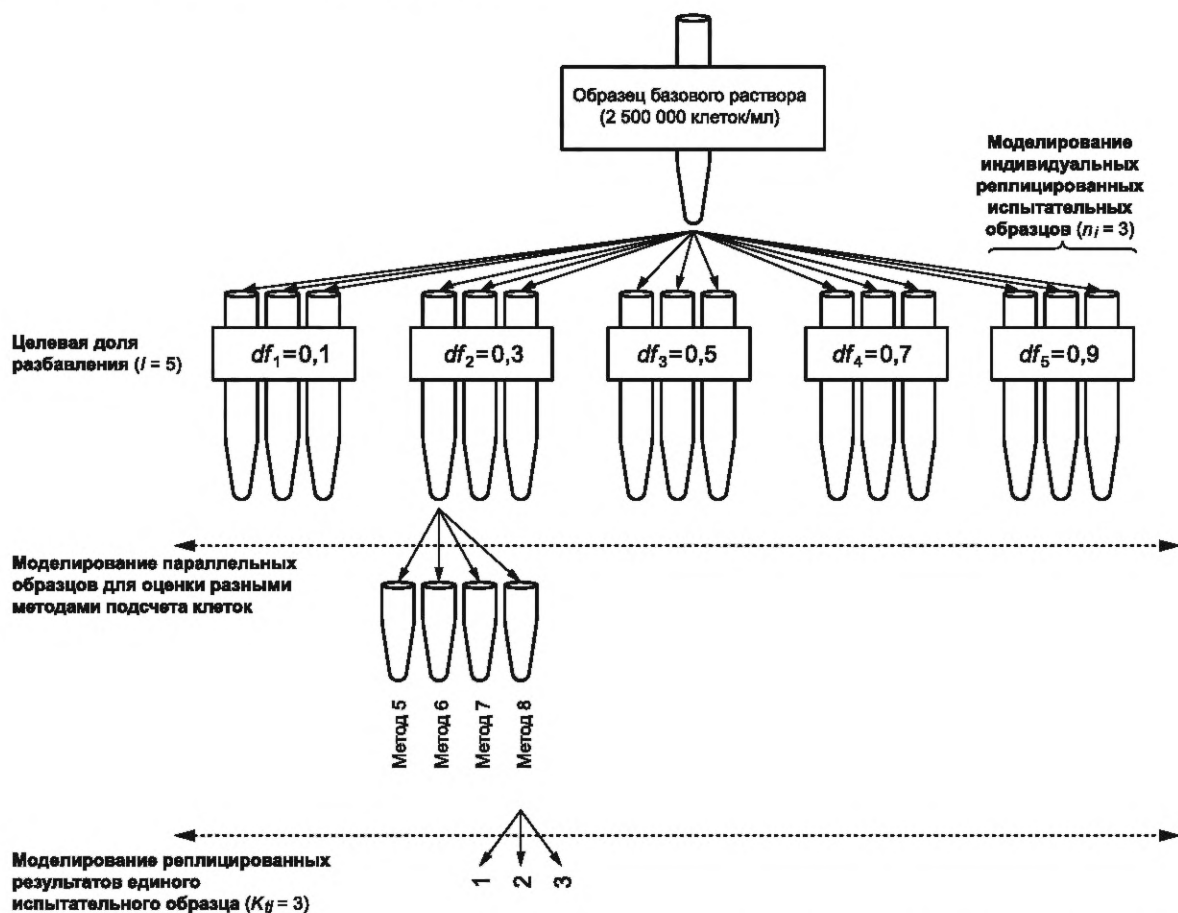 Образец базового раствора
(2 500 000 клеток/мл)
Моделирование
индивидуальных
реплицированных
испытательных
образцов (nᵢ = 3)
Целевая доля
разбавления (I = 5)
df₁=0,1
df₂=0,3
df₃=0,5
df₄=0,7
df₅=0,9
Моделирование параллельных
образцов для оценки разными
методами подсчета клеток
Метод 5
Метод 6
Метод 7
Метод 8
Моделирование реплицированных
результатов единого
испытательного образца (Kᵢⱼ = 3)
1
2
3